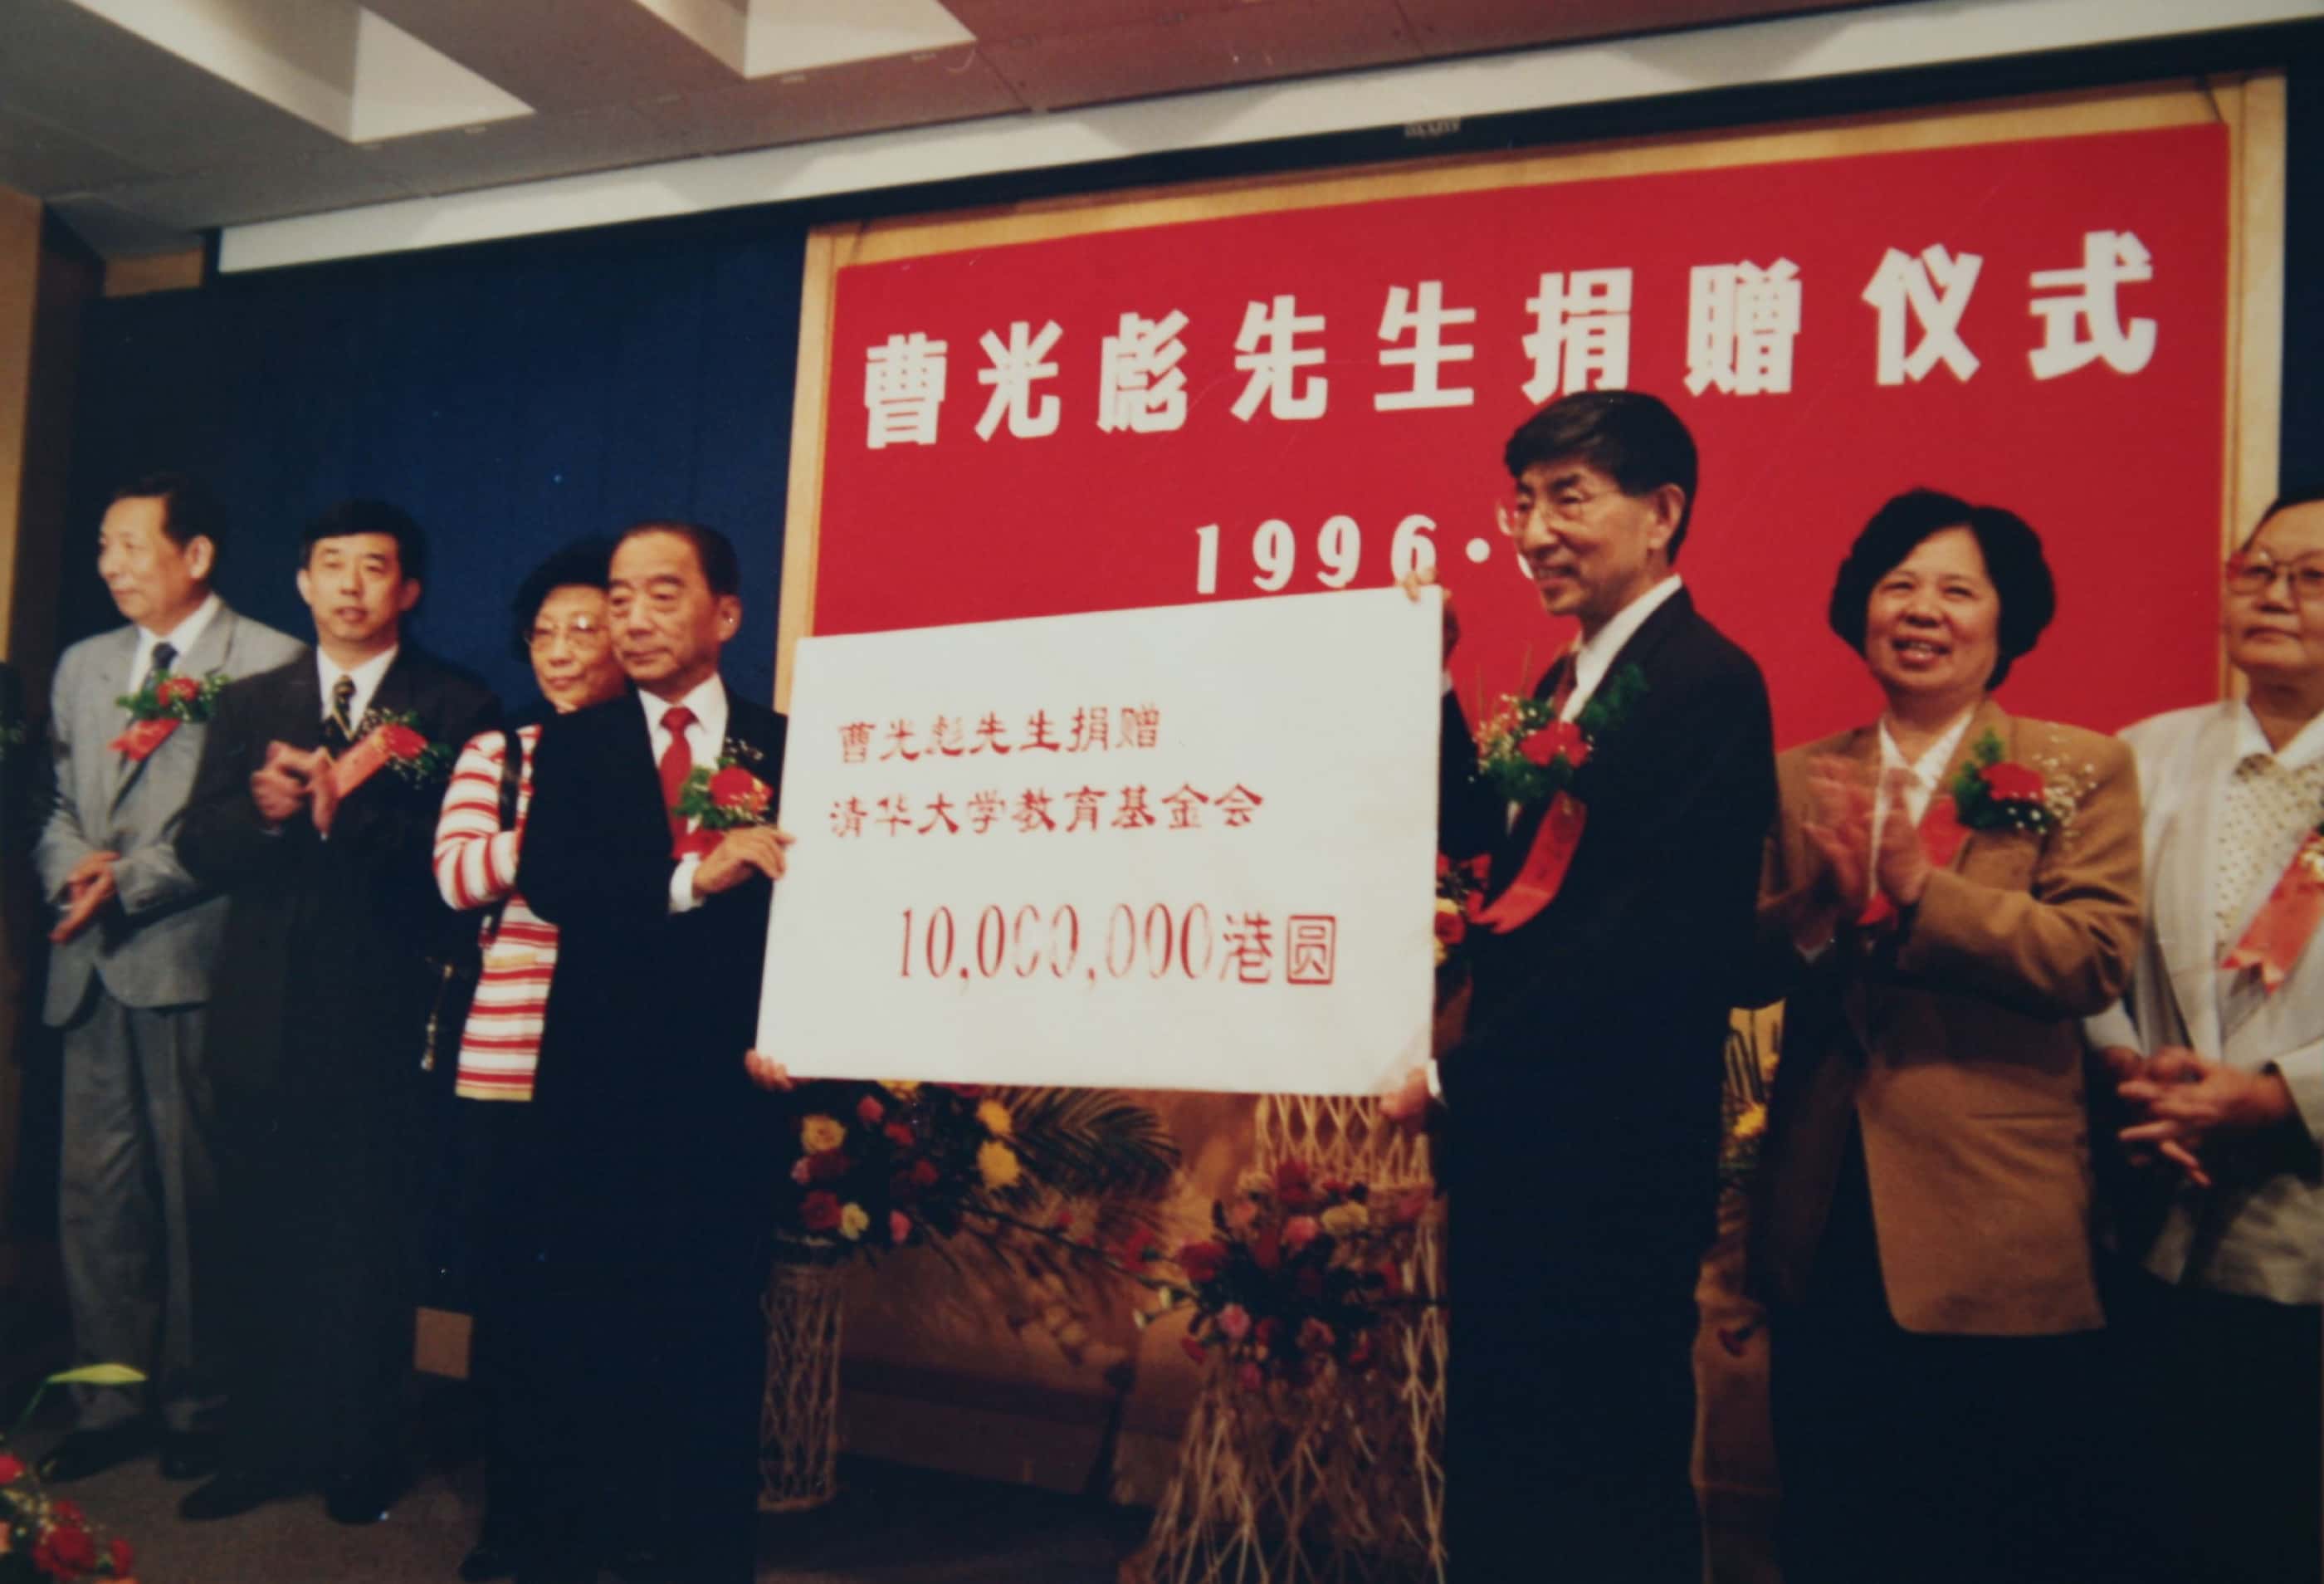 曹光彪先生捐赠仪式
1996·
曹光彪先生捐赠
清华大学教育基金会
10,000,000港圆